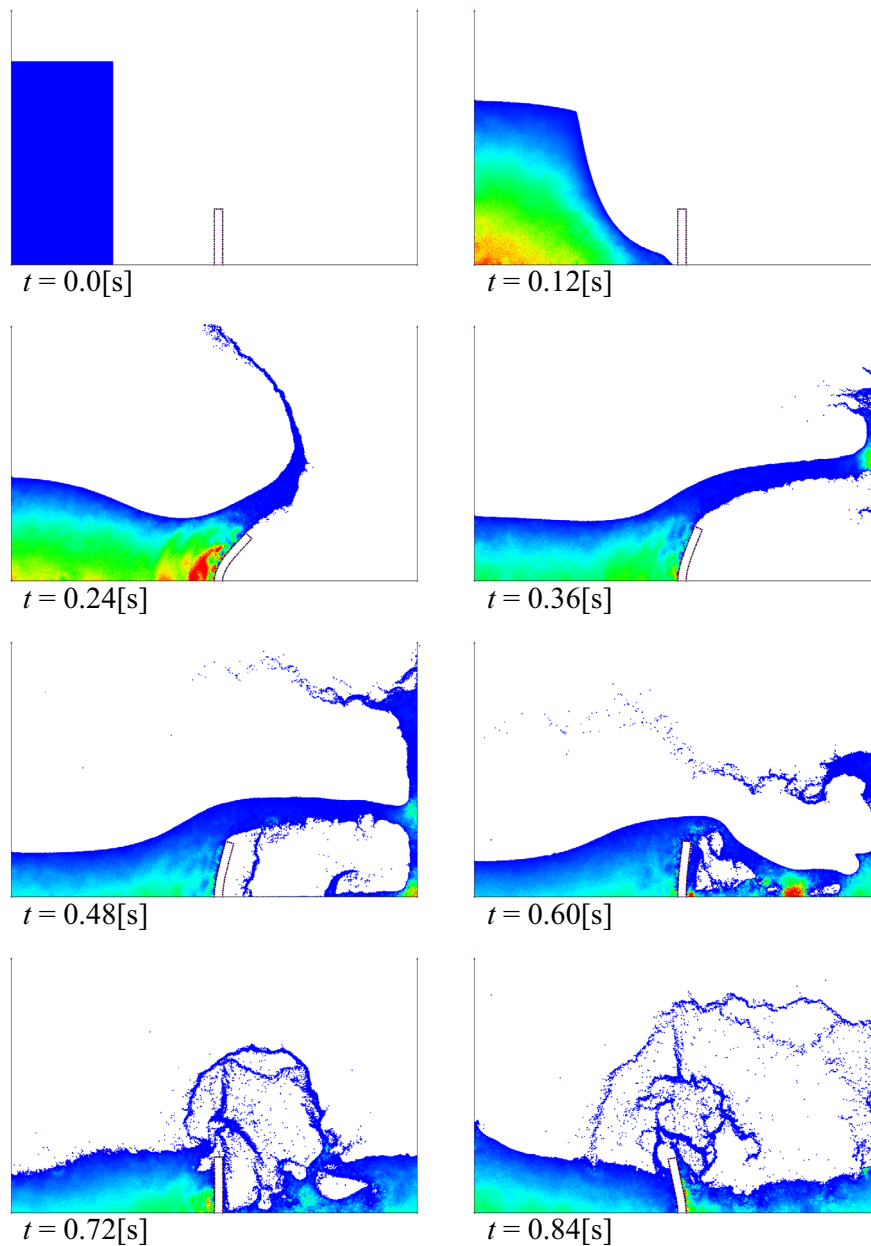 t = 0.0[s]
t = 0.12[s]
t = 0.24[s]
t = 0.36[s]
t = 0.48[s]
t = 0.60[s]
t = 0.72[s]
t = 0.84[s]